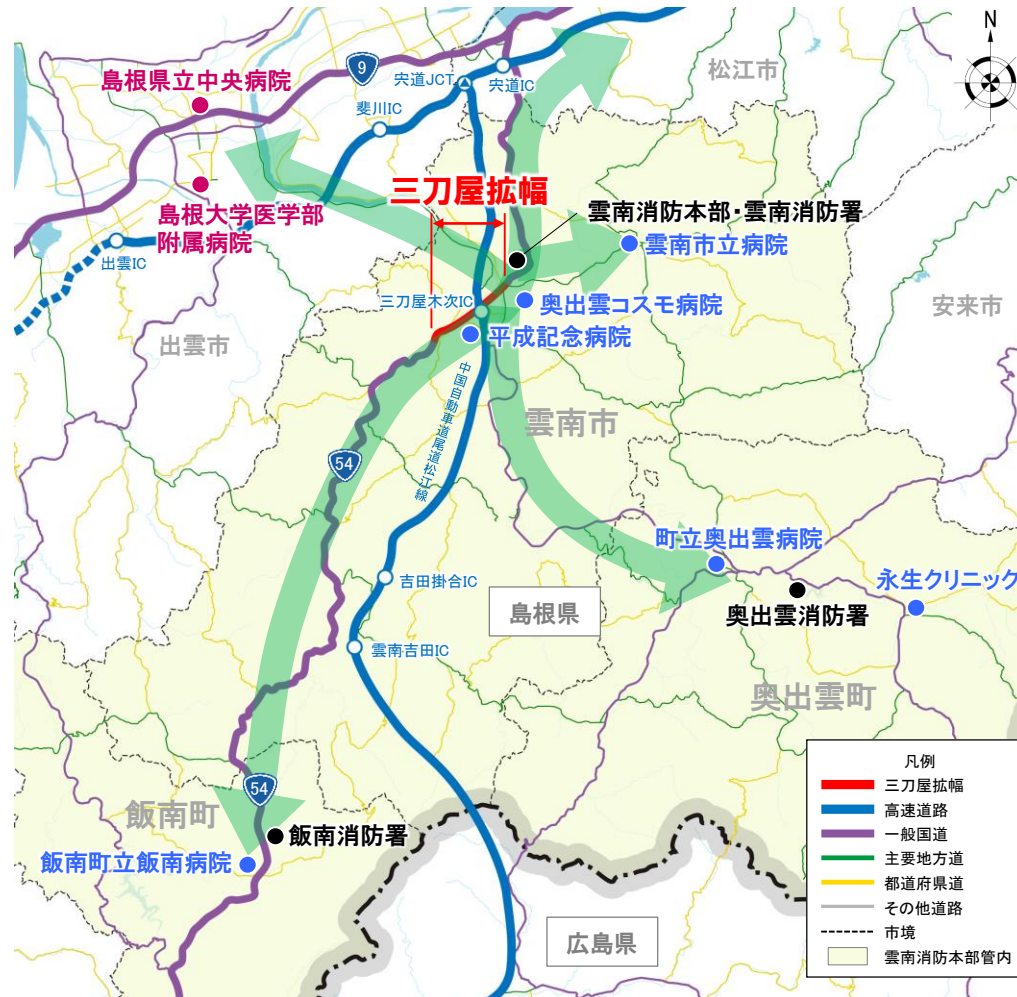 N
松江市
9
宍道JCT
宍道IC
島根県立中央病院
斐川IC
三刀屋拡幅
島根大学医学部
附属病院
雲南消防本部・雲南消防署
雲南市立病院
出雲IC
三刀屋木次IC
奥出雲コスモ病院
安来市
平成記念病院
出雲市
中国自動車道尾道松江線
雲南市
54
町立奥出雲病院
吉田掛合IC
永生クリニック
島根県
奥出雲消防署
雲南吉田IC
奥出雲町
54
飯南町
飯南消防署
飯南町立飯南病院
広島県
凡例
三刀屋拡幅
高速道路
一般国道
主要地方道
都道府県道
その他道路
市境
雲南消防本部管内